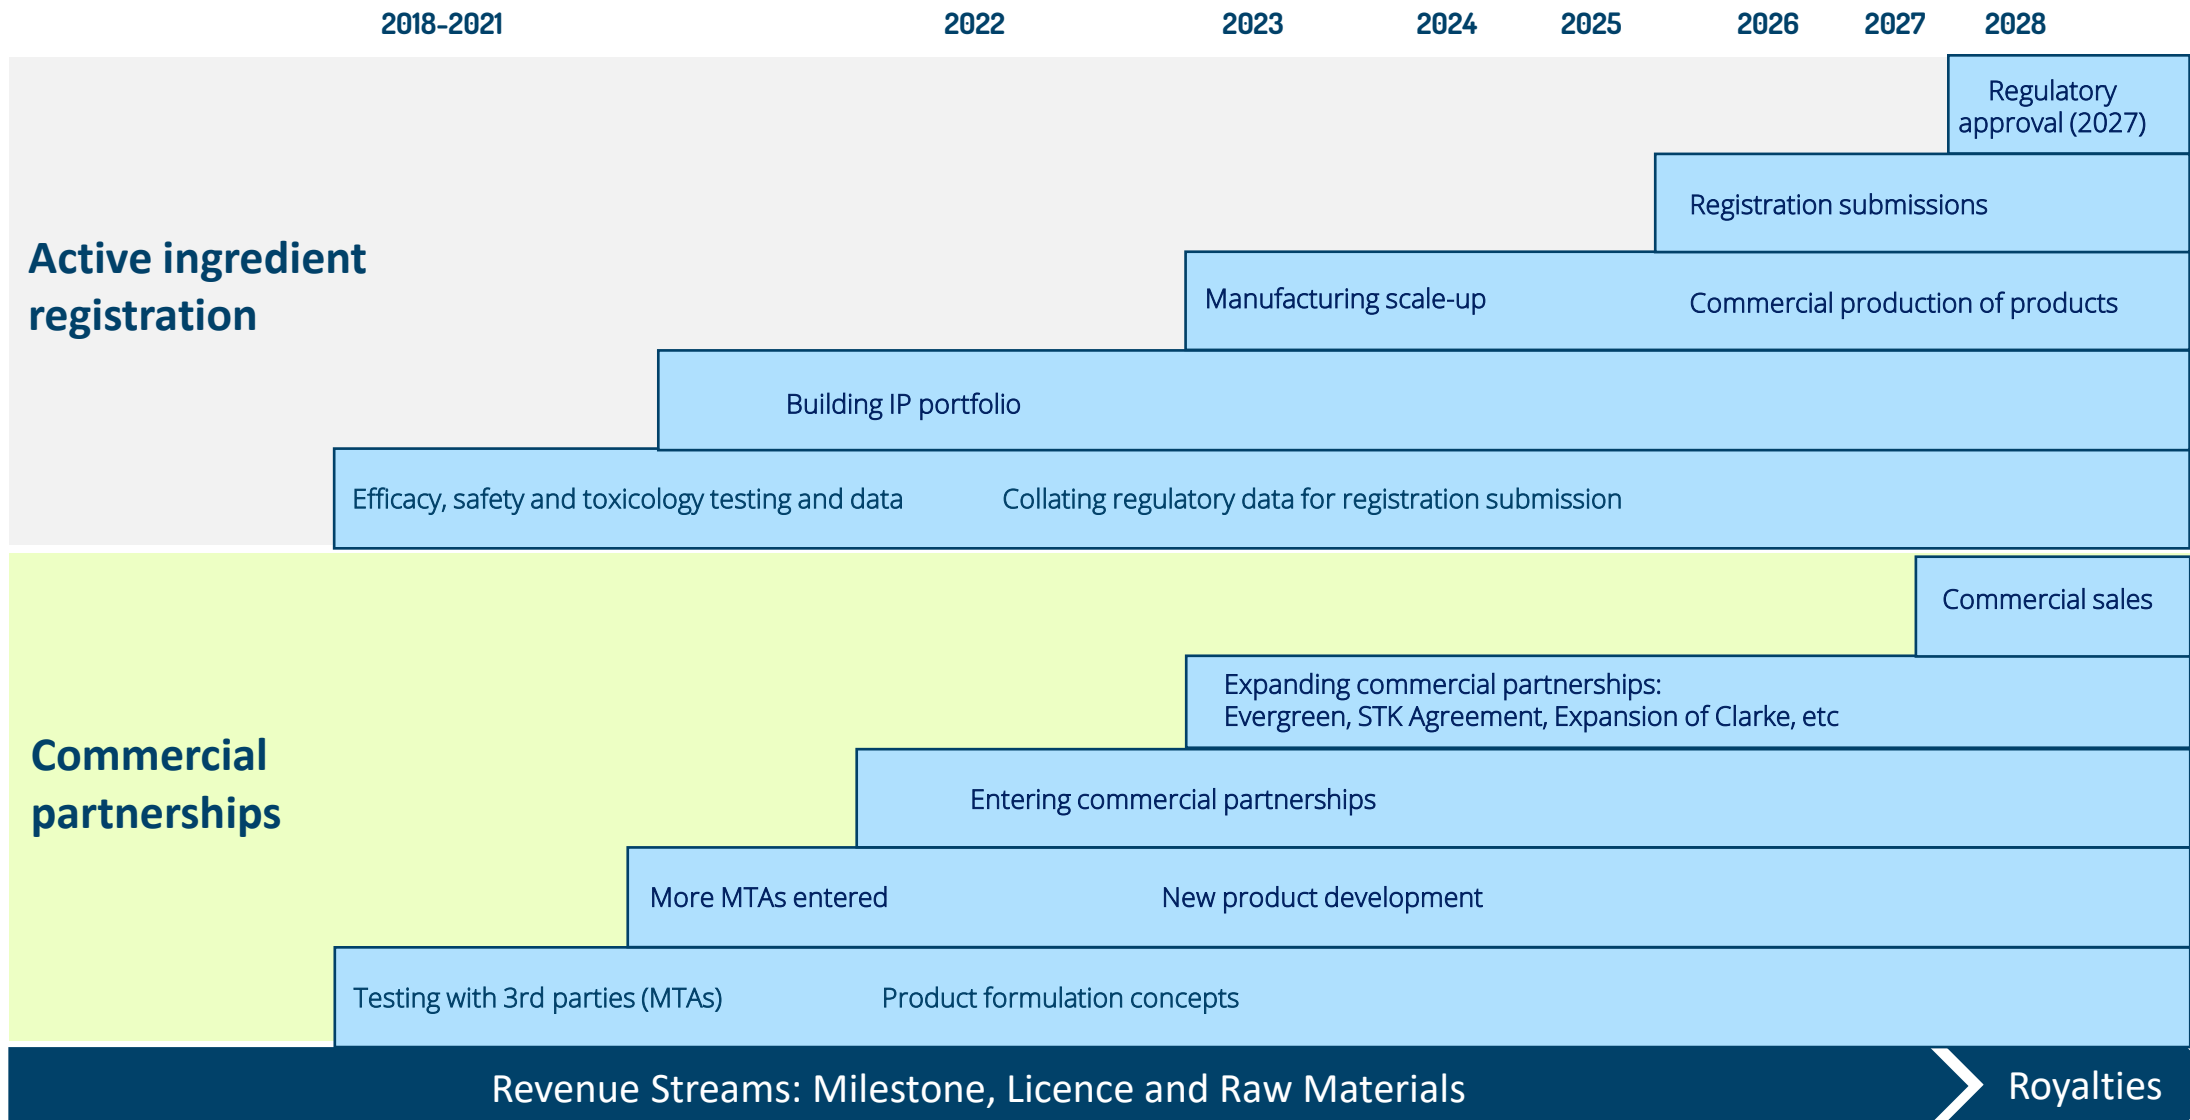 2018-2021 2022 2023 2024 2025 2026 2027 2028
Regulatory
approval (2027)
Registration submissions
Active ingredient
registration
Manufacturing scale-up Commercial production of products
Building IP portfolio
Efficacy, safety and toxicology testing and data Collating regulatory data for registration submission
Commercial sales
Expanding commercial partnerships:
Evergreen, STK Agreement, Expansion of Clarke, etc
Commercial
partnerships
Entering commercial partnerships
More MTAs entered New product development
Testing with 3rd parties (MTAs) Product formulation concepts
Revenue Streams: Milestone, Licence and Raw Materials Royalties